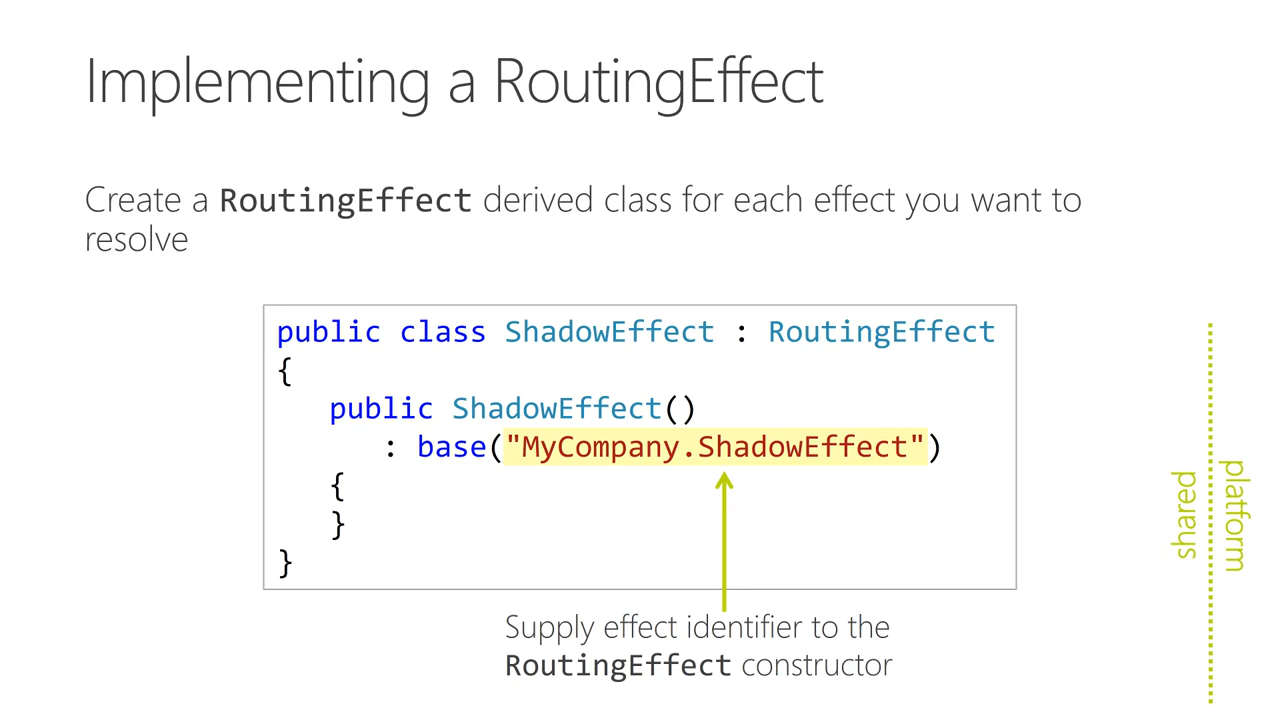 Implementing a RoutingEffect
Create a RoutingEffect derived class for each effect you want to
resolve
public class ShadowEffect : RoutingEffect
{
public ShadowEffect()
: base("MyCompany.ShadowEffect")
{
}
}
Supply effect identifier to the
RoutingEffect constructor
shared
platform